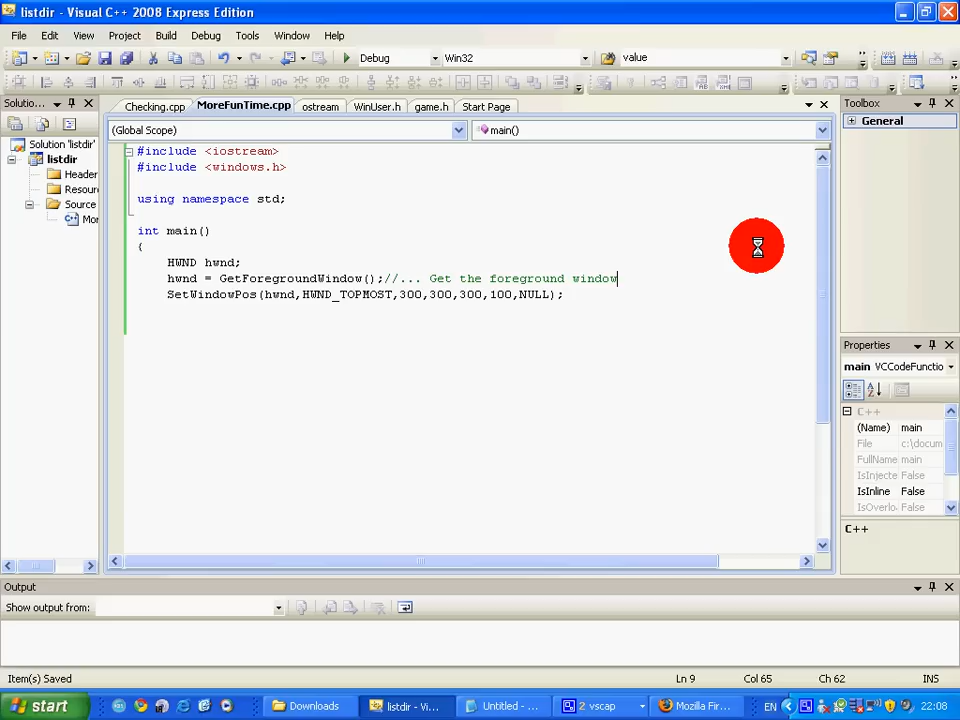 listdir - Visual C++ 2008 Express Edition
File Edit View Project Build Debug Tools Window Help
Debug Win32 value
Solutio... Checking.cpp MoreFunTime.cpp ostream WinUser.h game.h Start Page Toolbox
(Global Scope) main() General
Solution 'listdir'
listdir
Header
Resour
Source
Mor
#include <iostream>
#include <windows.h>
using namespace std;
int main()
{
HWND hwnd;
hwnd = GetForegroundWindow();//... Get the foreground window
SetWindowPos(hwnd,HWND_TOPMOST,300,300,300,100,NULL);
Properties
main VCCodeFunctio
C++
(Name) main
File c:\docum
FullName main
IsInjecte False
IsInline False
IsOverlo False
C++
Output
Show output from:
Item(s) Saved Ln 9 Col 65 Ch 62 INS
start Downloads listdir - Vi... Untitled - ... 2 vscap Mozilla Fir... EN 22:08